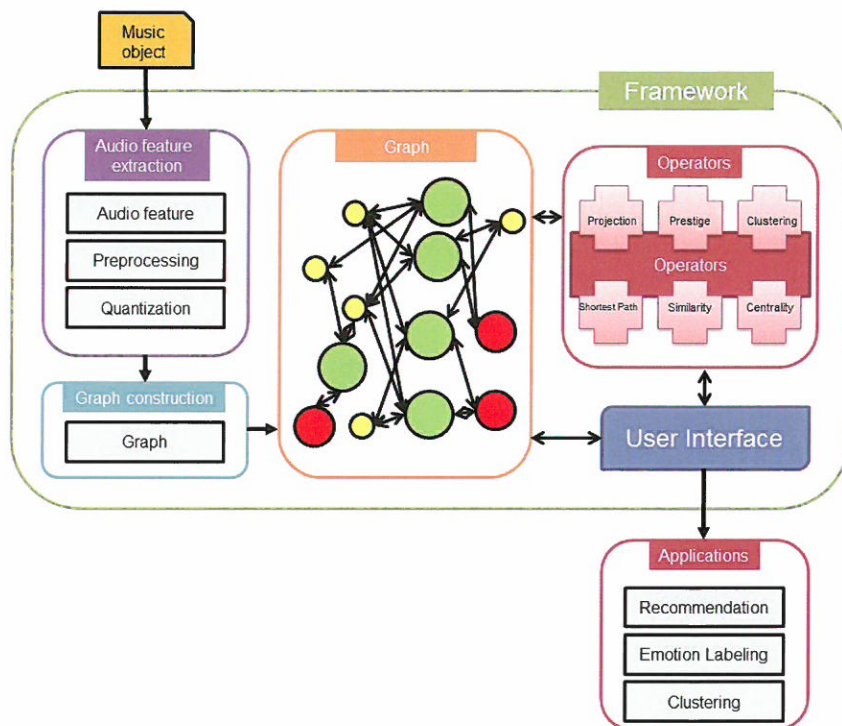 Music
object
Framework
Audio feature
extraction
Audio feature
Preprocessing
Quantization
Graph construction
Graph
Graph
Operators
Projection
Prestige
Clustering
Operators
Shortest Path
Similarity
Centrality
User Interface
Applications
Recommendation
Emotion Labeling
Clustering